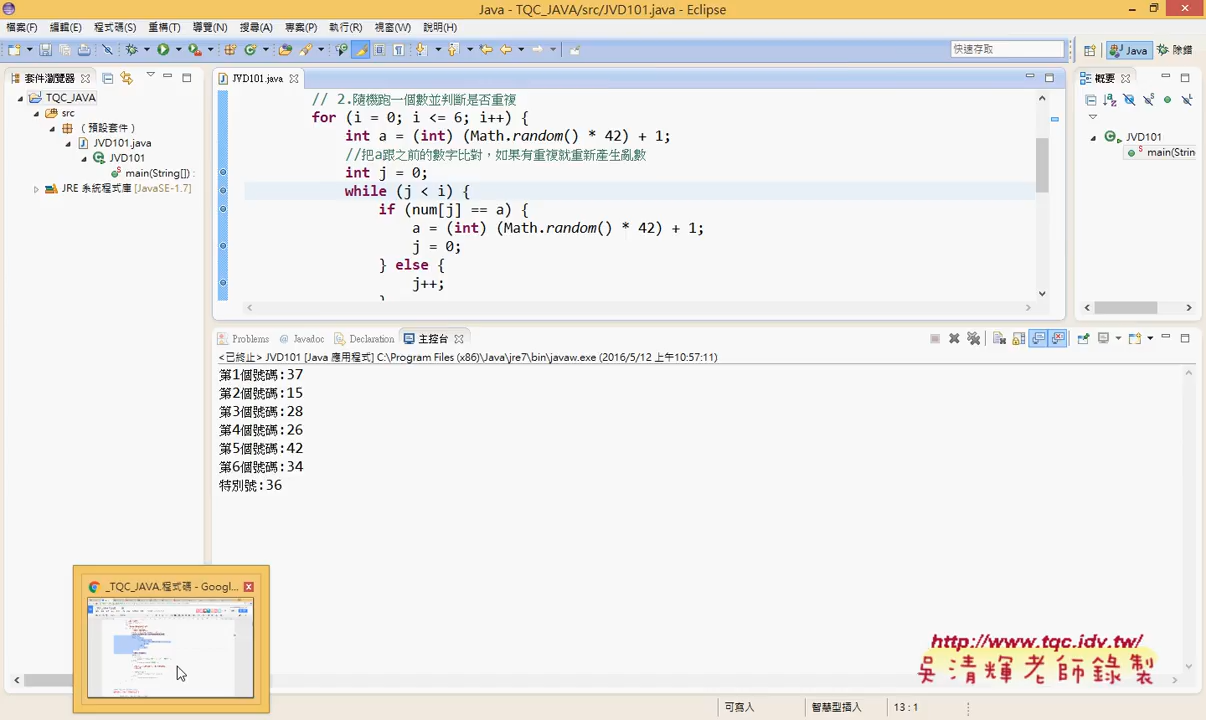 Java - TQC_JAVA/src/JVD101.java - Eclipse
檔案(F) 編輯(E) 程式碼(S) 重構(T) 導覽(N) 搜尋(A) 專案(P) 執行(R) 視窗(W) 說明(H)
快速存取
Java
除錯
套件瀏覽器
JVD101.java
概要
TQC_JAVA
src
(預設套件)
JVD101.java
JVD101
main(String[]) :
JRE 系統程式庫 [JavaSE-1.7]
// 2.隨機跑一個數並判斷是否重複
for (i = 0; i <= 6; i++) {
int a = (int) (Math.random() * 42) + 1;
//把a跟之前的數字比對，如果有重複就重新產生亂數
int j = 0;
while (j < i) {
if (num[j] == a) {
a = (int) (Math.random() * 42) + 1;
j = 0;
} else {
j++;
}
JVD101
main(Strin
Problems @ Javadoc Declaration 主控台
<已終止> JVD101 [Java 應用程式] C:\Program Files (x86)\Java\jre7\bin\javaw.exe (2016/5/12 上午10:57:11)
第1個號碼:37
第2個號碼:15
第3個號碼:28
第4個號碼:26
第5個號碼:42
第6個號碼:34
特別號:36
_TQC_JAVA.程式碼 - Googl...
http://www.tqc.idv.tw/
吳清輝老師錄製
可寫入
智慧型插入
13 : 1